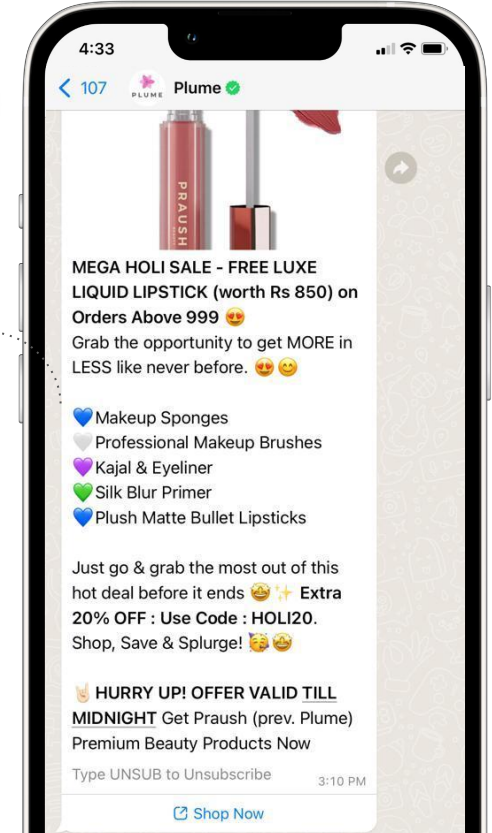 4:33
107
PLUME
Plume
PRAUSH
MEGA HOLI SALE - FREE LUXE
LIQUID LIPSTICK (worth Rs 850) on
Orders Above 999 😍
Grab the opportunity to get MORE in
LESS like never before. 😍😊
💙Makeup Sponges
🤍Professional Makeup Brushes
💜Kajal & Eyeliner
💚Silk Blur Primer
💙Plush Matte Bullet Lipsticks
Just go & grab the most out of this
hot deal before it ends 🤩✨ Extra
20% OFF : Use Code : HOLI20.
Shop, Save & Splurge! 🥳🤩
🤘🏻 HURRY UP! OFFER VALID TILL
MIDNIGHT Get Praush (prev. Plume)
Premium Beauty Products Now
Type UNSUB to Unsubscribe
3:10 PM
Shop Now